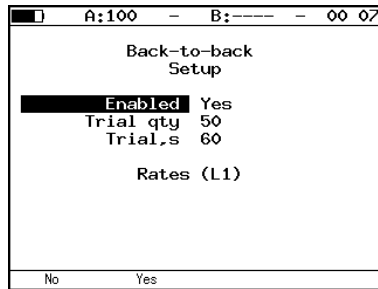 A:100 – B:---- – 00 07
Back-to-back
Setup
Enabled Yes
Trial qty 50
Trial,s 60
Rates (L1)
No Yes